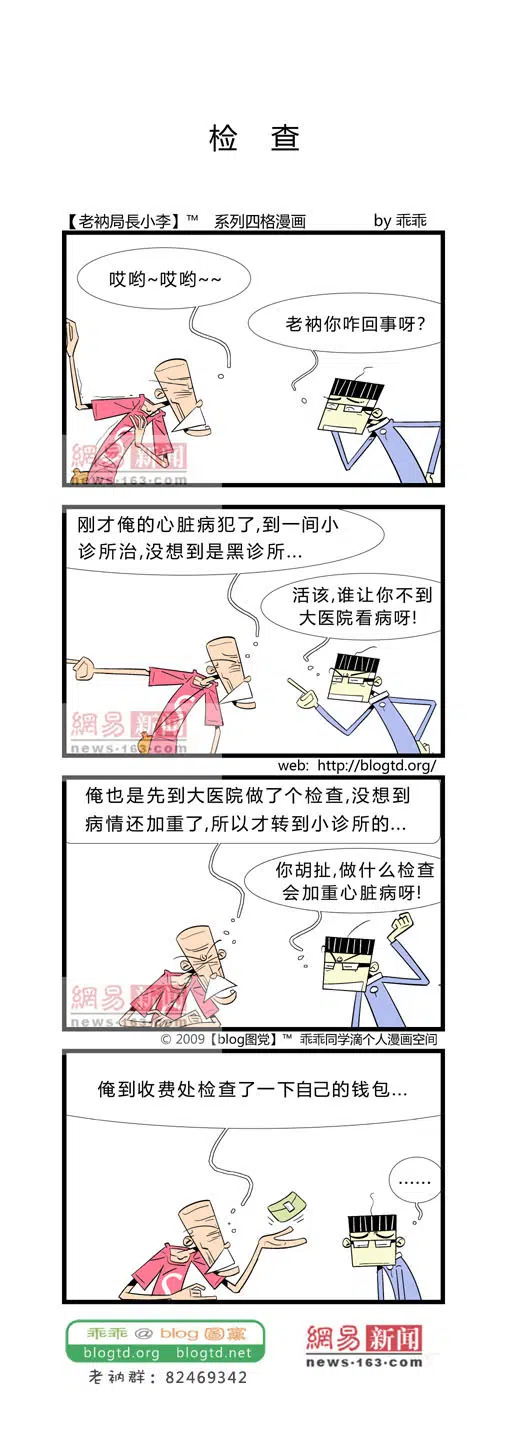 检 查
【老衲局長小李】™ 系列四格漫画 by 乖乖
哎哟~哎哟~~
老衲你咋回事呀?
網易 新闻
news·163·com
刚才俺的心脏病犯了,到一间小
诊所治,没想到是黑诊所...
活该,谁让你不到
大医院看病呀!
網易 新闻
news·163·com
web: http://blogtd.org/
俺也是先到大医院做了个检查,没想到
病情还加重了,所以才转到小诊所的...
你胡扯,做什么检查
会加重心脏病呀!
網易 新闻
news·163·com
© 2009【blog图党】™ 乖乖同学滴个人漫画空间
俺到收费处检查了一下自己的钱包...
......
乖乖@blog圖黨
blogtd.org blogtd.net
老衲群: 82469342
網易 新闻
news·163·com